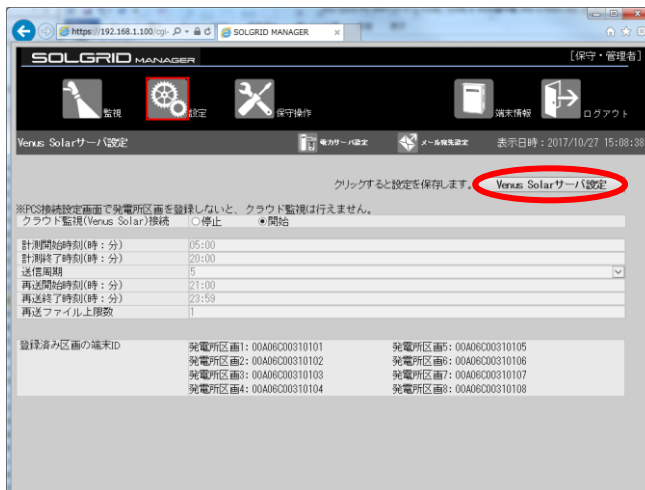 https://192.168.1.100/cgi-
SOLGRID MANAGER
SOLGRID MANAGER
[保守・管理者]
監視
設定
保守操作
端末情報
ログアウト
Venus Solarサーバ設定
電力サーバ設定
メール宛先設定
表示日時:2017/10/27 15:08:38
クリックすると設定を保存します。
Venus Solarサーバ設定
※PCS接続設定画面で発電所区画を登録しないと、クラウド監視は行えません。
クラウド監視(Venus Solar)接続 ○停止 ◉開始
計測開始時刻(時:分) 05:00
計測終了時刻(時:分) 20:00
送信周期 5
再送開始時刻(時:分) 21:00
再送終了時刻(時:分) 23:59
再送ファイル上限数 1
登録済み区画の端末ID 発電所区画1: 00A06C00310101 発電所区画5: 00A06C00310105
発電所区画2: 00A06C00310102 発電所区画6: 00A06C00310106
発電所区画3: 00A06C00310103 発電所区画7: 00A06C00310107
発電所区画4: 00A06C00310104 発電所区画8: 00A06C00310108